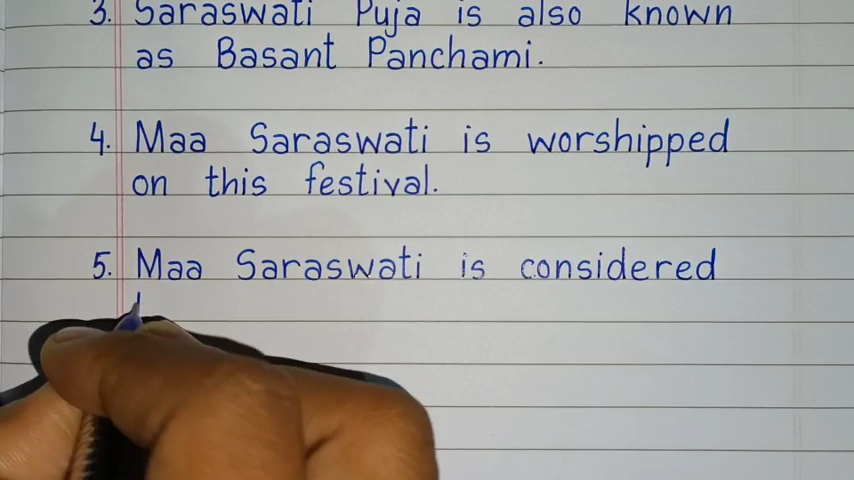 3. Saraswati Puja is also known
as Basant Panchami.
4. Maa Saraswati is worshipped
on this festival.
5. Maa Saraswati is considered